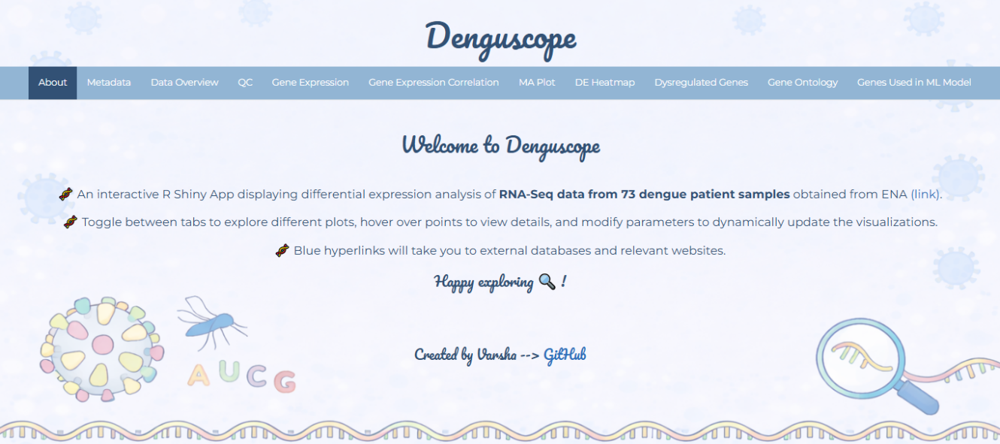 Denguscope
About Metadata Data Overview QC Gene Expression Gene Expression Correlation MA Plot DE Heatmap Dysregulated Genes Gene Ontology Genes Used in ML Model
Welcome to Denguscope
An interactive R Shiny App displaying differential expression analysis of RNA-Seq data from 73 dengue patient samples obtained from ENA (link).
Toggle between tabs to explore different plots, hover over points to view details, and modify parameters to dynamically update the visualizations.
Blue hyperlinks will take you to external databases and relevant websites.
Happy exploring 🔍 !
Created by Varsha --> GitHub
A U C G